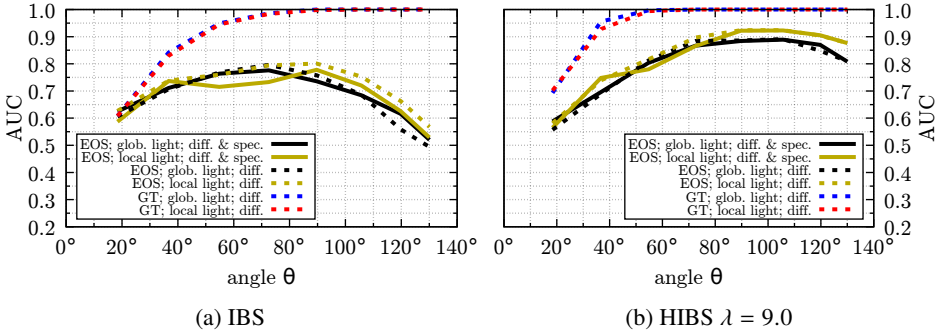 1.0
0.9
0.8
0.7
0.6
0.5
0.4
0.3
0.2
AUC
EOS; glob. light; diff. & spec.
EOS; local light; diff. & spec.
EOS; glob. light; diff.
EOS; local light; diff.
GT; glob. light; diff.
GT; local light; diff.
0° 20° 40° 60° 80° 100° 120° 140°
angle θ
(a) IBS
EOS; glob. light; diff. & spec.
EOS; local light; diff. & spec.
EOS; glob. light; diff.
EOS; local light; diff.
GT; glob. light; diff.
GT; local light; diff.
1.0
0.9
0.8
0.7
0.6
0.5
0.4
0.3
0.2
AUC
0° 20° 40° 60° 80° 100° 120° 140°
angle θ
(b) HIBS λ = 9.0